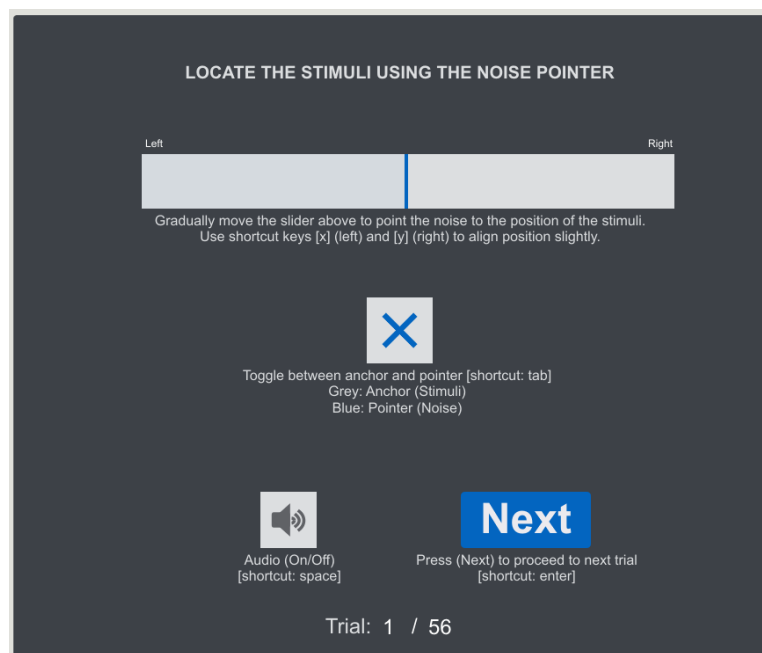 LOCATE THE STIMULI USING THE NOISE POINTER
Left Right
Gradually move the slider above to point the noise to the position of the stimuli.
Use shortcut keys [x] (left) and [y] (right) to align position slightly.
Toggle between anchor and pointer [shortcut: tab]
Grey: Anchor (Stimuli)
Blue: Pointer (Noise)
Next
Audio (On/Off) Press (Next) to proceed to next trial
[shortcut: space] [shortcut: enter]
Trial: 1 / 56